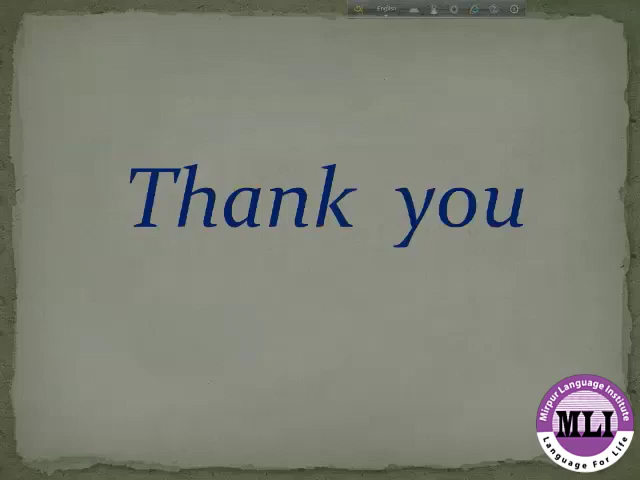 English
Thank you
Mirpur Language Institute
MLI
Language For Life